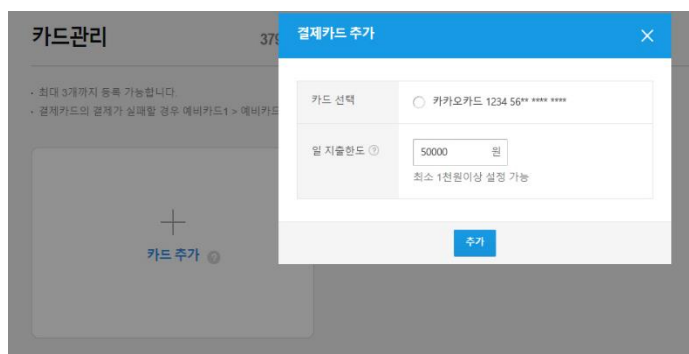 카드관리
379
· 최대 3개까지 등록 가능합니다.
· 결제카드의 결제가 실패할 경우 예비카드1 > 예비카드
카드 추가
결제카드 추가
카드 선택
카카오카드 1234 56** **** ****
일 지출한도
50000 원
최소 1천원이상 설정 가능
추가